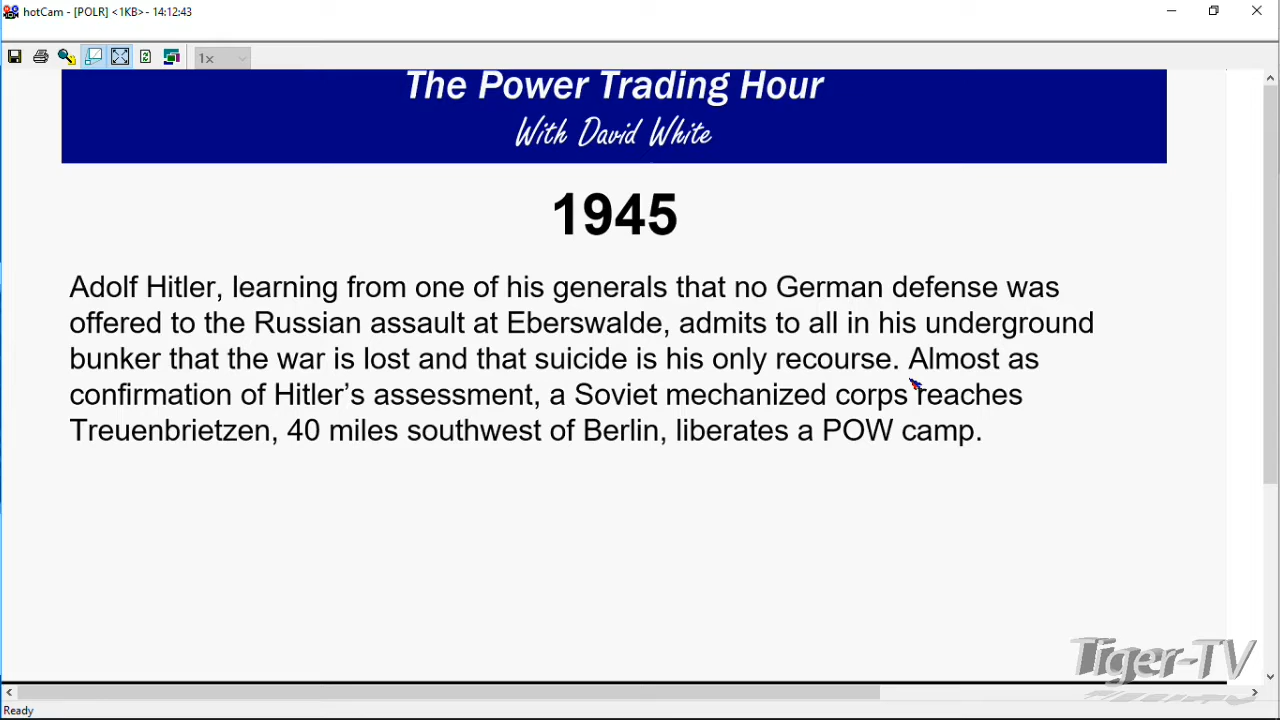 hotCam - [POLR] <1KB> - 14:12:43
1x
The Power Trading Hour
With David White
1945
Adolf Hitler, learning from one of his generals that no German defense was
offered to the Russian assault at Eberswalde, admits to all in his underground
bunker that the war is lost and that suicide is his only recourse. Almost as
confirmation of Hitler’s assessment, a Soviet mechanized corps reaches
Treuenbrietzen, 40 miles southwest of Berlin, liberates a POW camp.
Tiger-TV
Ready